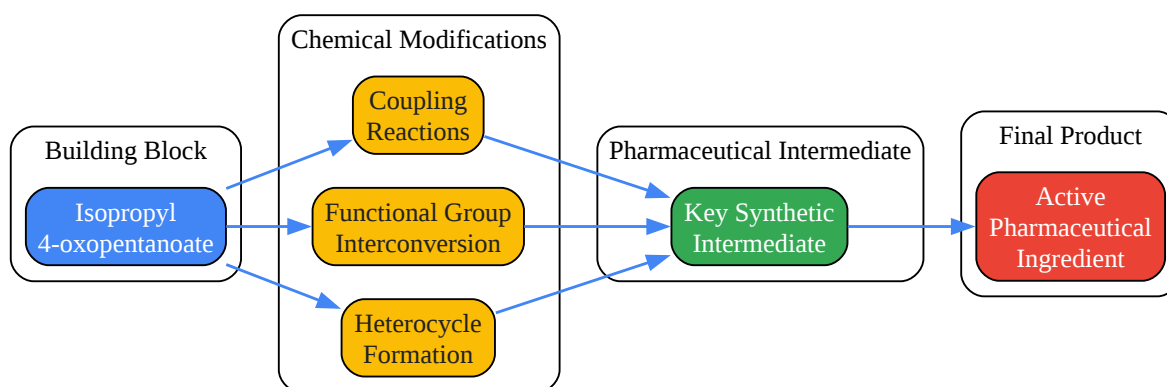 Building Block
Isopropyl
4-oxopentanoate
Chemical Modifications
Coupling
Reactions
Functional Group
Interconversion
Heterocycle
Formation
Pharmaceutical Intermediate
Key Synthetic
Intermediate
Final Product
Active
Pharmaceutical
Ingredient